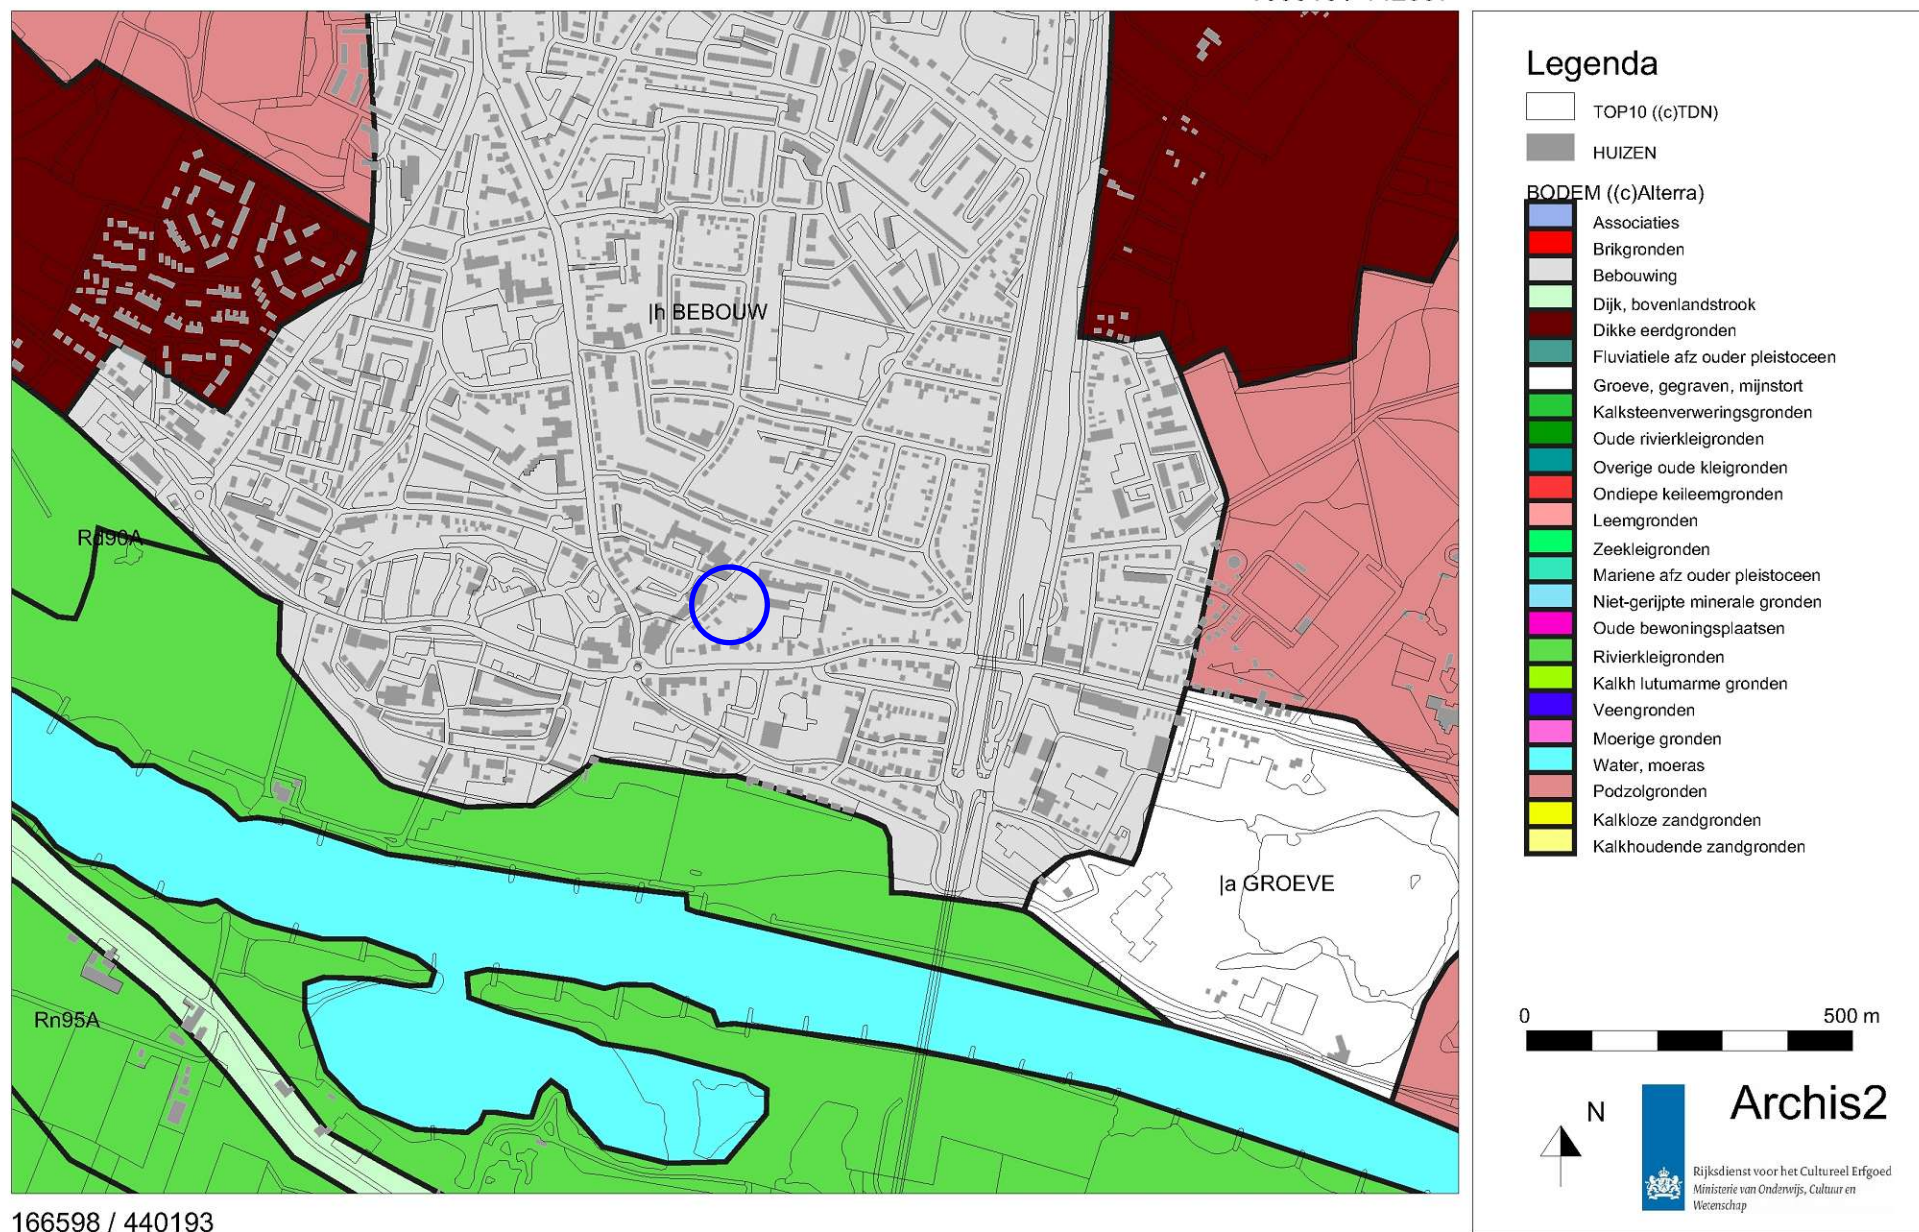 |h BEBOUW
Rd90A
|a GROEVE
Rn95A
166598 / 440193
Legenda
TOP10 ((c)TDN)
HUIZEN
BODEM ((c)Alterra)
Associaties
Brikgronden
Bebouwing
Dijk, bovenlandstrook
Dikke eerdgronden
Fluviatiele afz ouder pleistoceen
Groeve, gegraven, mijnstort
Kalksteenverweringsgronden
Oude rivierkleigronden
Overige oude kleigronden
Ondiepe keileemgronden
Leemgronden
Zeekleigronden
Mariene afz ouder pleistoceen
Niet-gerijpte minerale gronden
Oude bewoningsplaatsen
Rivierkleigronden
Kalkh lutumarme gronden
Veengronden
Moerige gronden
Water, moeras
Podzolgronden
Kalkloze zandgronden
Kalkhoudende zandgronden
0 500 m
N
Archis2
Rijksdienst voor het Cultureel Erfgoed
Ministerie van Onderwijs, Cultuur en
Wetenschap